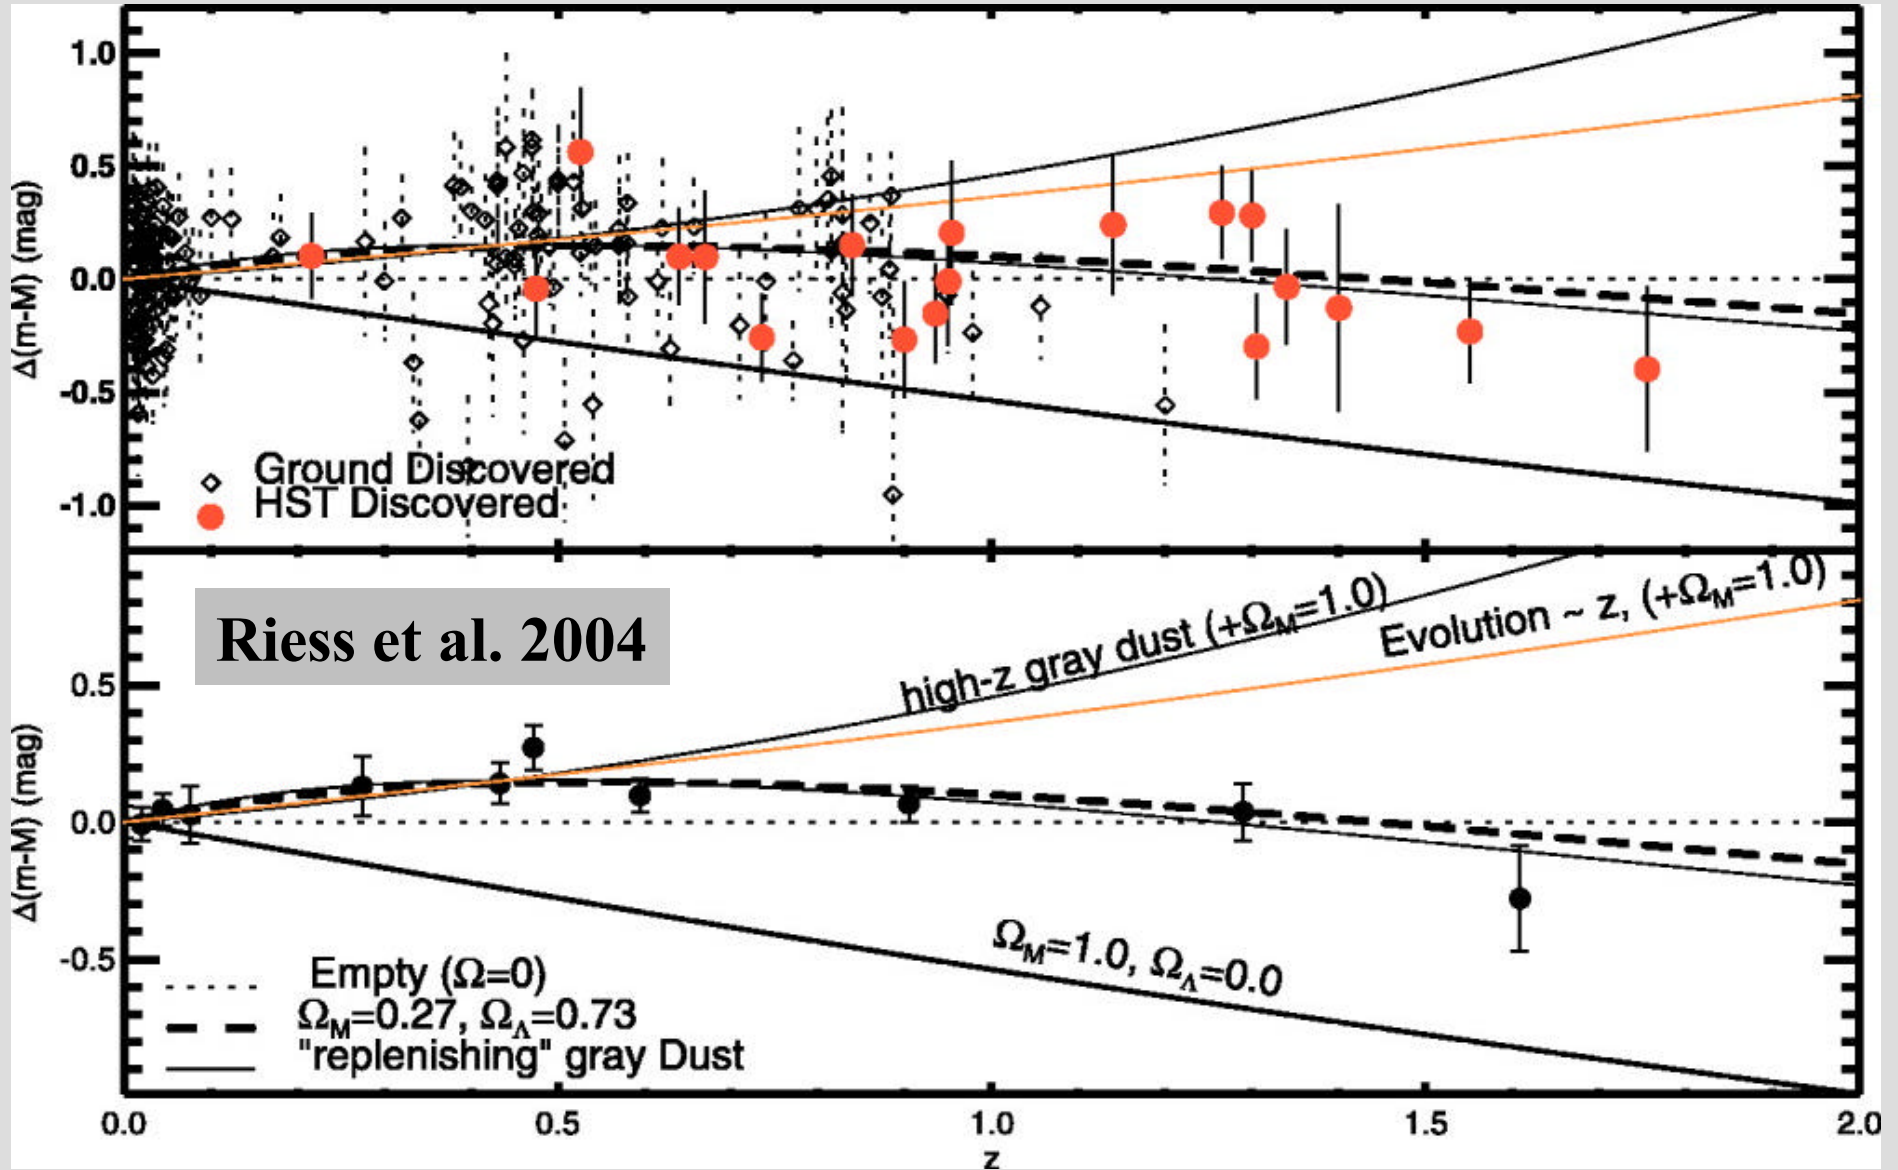 1.0
0.5
0.0
-0.5
-1.0
Δ(m-M) (mag)
Ground Discovered
HST Discovered
Riess et al. 2004
high-z gray dust (+Ω_M=1.0)
Evolution ~ z, (+Ω_M=1.0)
0.5
0.0
-0.5
Δ(m-M) (mag)
Ω_M=1.0, Ω_Λ=0.0
Empty (Ω=0)
Ω_M=0.27, Ω_Λ=0.73
"replenishing" gray Dust
0.0 0.5 1.0 1.5 2.0
z